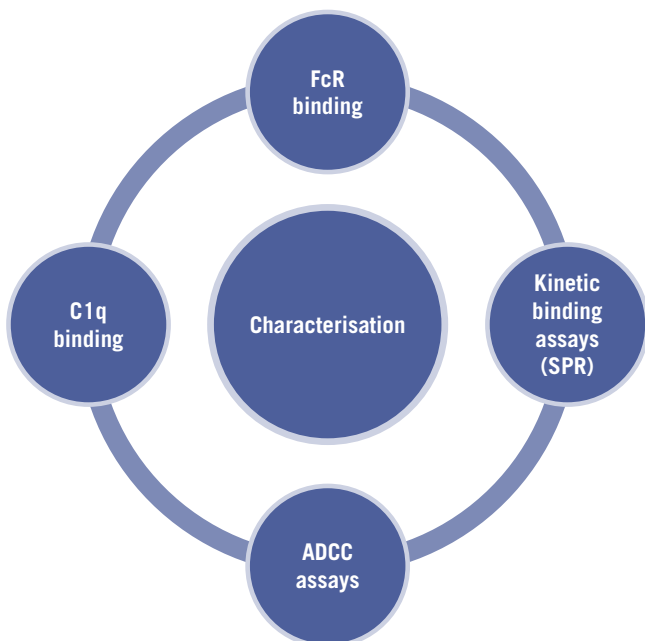 FcR
binding
C1q
binding
Characterisation
Kinetic
binding
assays
(SPR)
ADCC
assays